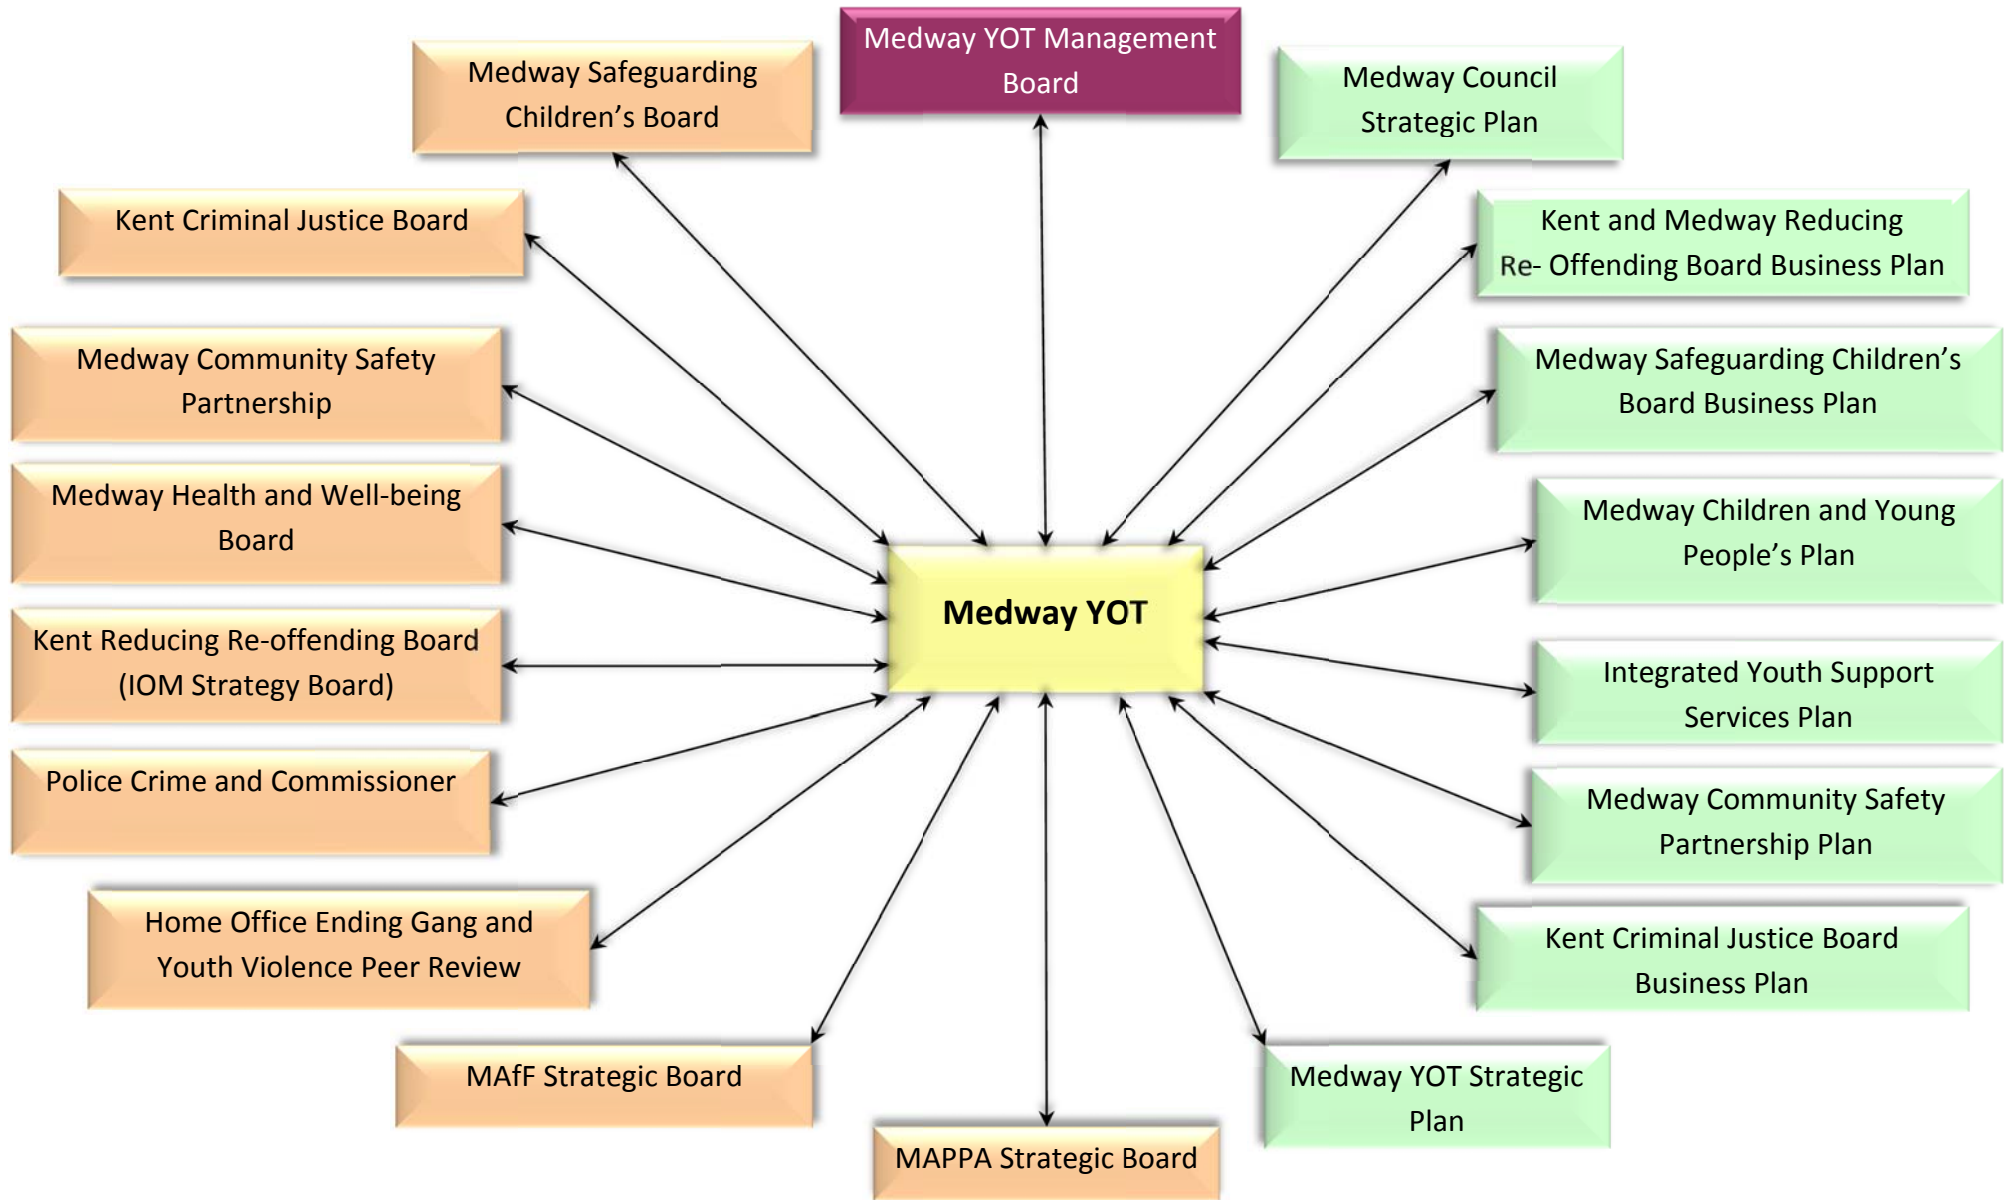 Medway YOT Management
Board
Medway Safeguarding
Children’s Board
Medway Council
Strategic Plan
Kent Criminal Justice Board
Kent and Medway Reducing
Re- Offending Board Business Plan
Medway Community Safety
Partnership
Medway Safeguarding Children’s
Board Business Plan
Medway Health and Well-being
Board
Medway Children and Young
People’s Plan
Medway YOT
Kent Reducing Re-offending Board
(IOM Strategy Board)
Integrated Youth Support
Services Plan
Police Crime and Commissioner
Medway Community Safety
Partnership Plan
Home Office Ending Gang and
Youth Violence Peer Review
Kent Criminal Justice Board
Business Plan
MAfF Strategic Board
Medway YOT Strategic
Plan
MAPPA Strategic Board